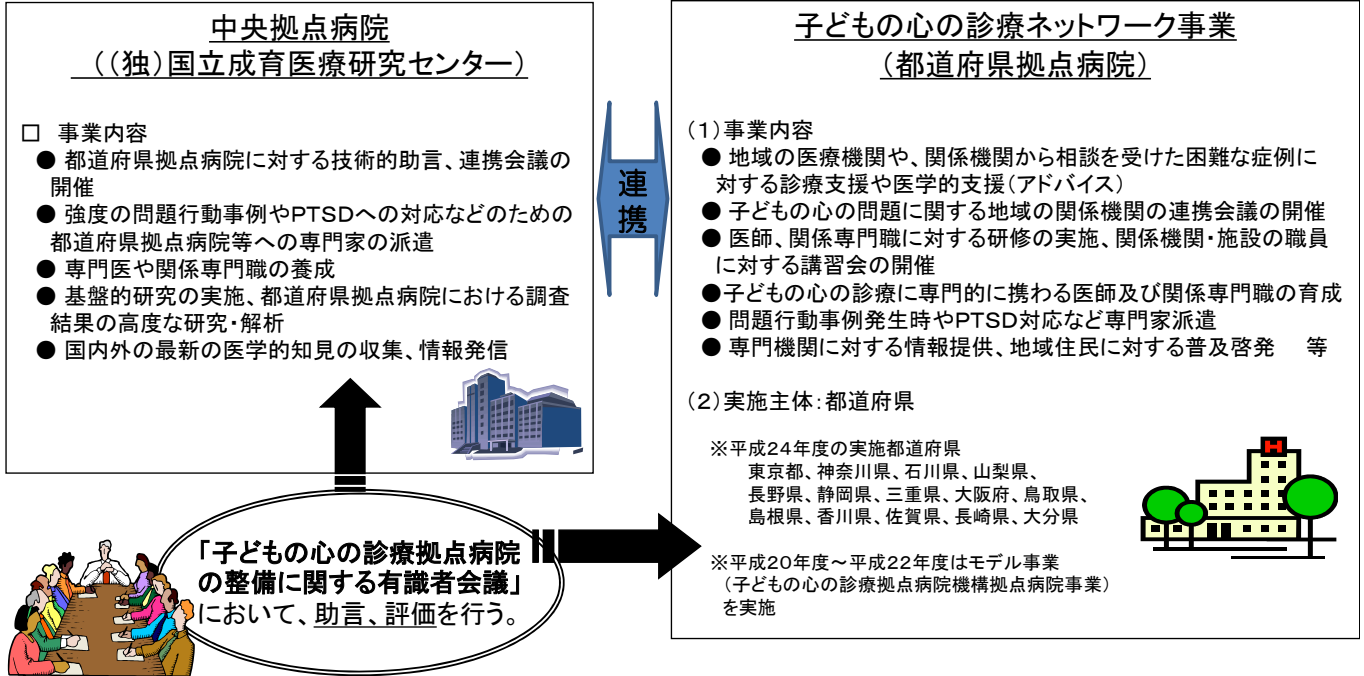 中央拠点病院
((独)国立成育医療研究センター)
□ 事業内容
● 都道府県拠点病院に対する技術的助言、連携会議の
開催
● 強度の問題行動事例やPTSDへの対応などのための
都道府県拠点病院等への専門家の派遣
● 専門医や関係専門職の養成
● 基盤的研究の実施、都道府県拠点病院における調査
結果の高度な研究・解析
● 国内外の最新の医学的知見の収集、情報発信
連
携
子どもの心の診療ネットワーク事業
(都道府県拠点病院)
(1)事業内容
● 地域の医療機関や、関係機関から相談を受けた困難な症例に
対する診療支援や医学的支援(アドバイス)
● 子どもの心の問題に関する地域の関係機関の連携会議の開催
● 医師、関係専門職に対する研修の実施、関係機関・施設の職員
に対する講習会の開催
●子どもの心の診療に専門的に携わる医師及び関係専門職の育成
● 問題行動事例発生時やPTSD対応など専門家派遣
● 専門機関に対する情報提供、地域住民に対する普及啓発 等
(2)実施主体:都道府県
※平成24年度の実施都道府県
東京都、神奈川県、石川県、山梨県、
長野県、静岡県、三重県、大阪府、鳥取県、
島根県、香川県、佐賀県、長崎県、大分県
※平成20年度~平成22年度はモデル事業
(子どもの心の診療拠点病院機構拠点病院事業)
を実施
H
「子どもの心の診療拠点病院
の整備に関する有識者会議」
において、助言、評価を行う。